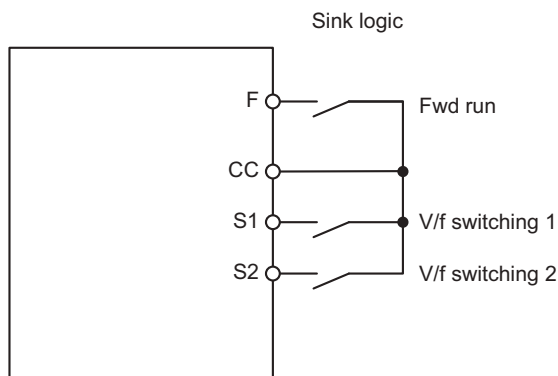 Sink logic
F
Fwd run
CC
S1
V/f switching 1
S2
V/f switching 2